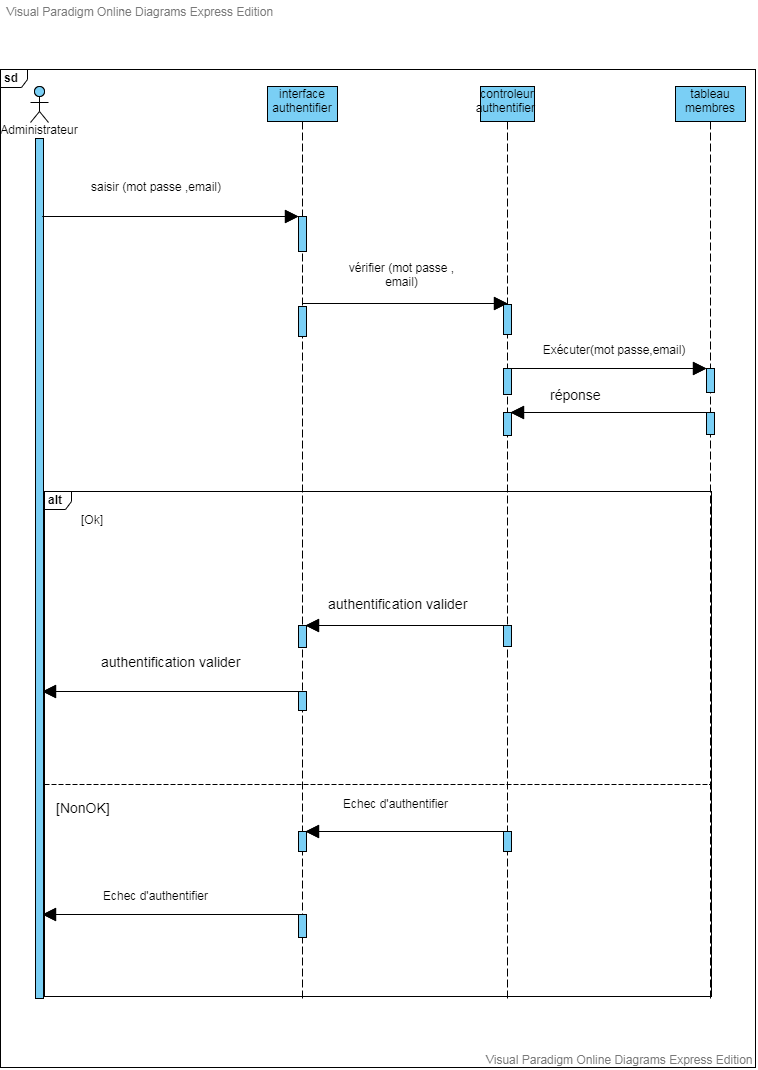 Visual Paradigm Online Diagrams Express Edition
sd
interface
authentifier
controleur
authentifier
tableau
membres
Administrateur
saisir (mot passe ,email)
vérifier (mot passe ,
email)
Exécuter(mot passe,email)
réponse
alt
[Ok]
authentification valider
authentification valider
[NonOK]
Echec d'authentifier
Echec d'authentifier
Visual Paradigm Online Diagrams Express Edition